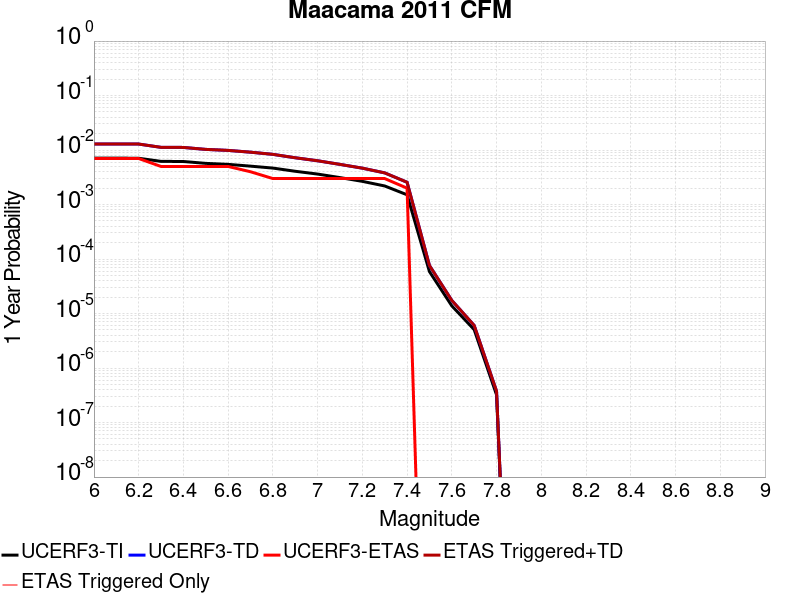 Maacama 2011 CFM
1 Year Probability
10^0
10^-1
10^-2
10^-3
10^-4
10^-5
10^-6
10^-7
10^-8
6 6.2 6.4 6.6 6.8 7 7.2 7.4 7.6 7.8 8 8.2 8.4 8.6 8.8 9
Magnitude
UCERF3-TI UCERF3-TD UCERF3-ETAS ETAS Triggered+TD
ETAS Triggered Only